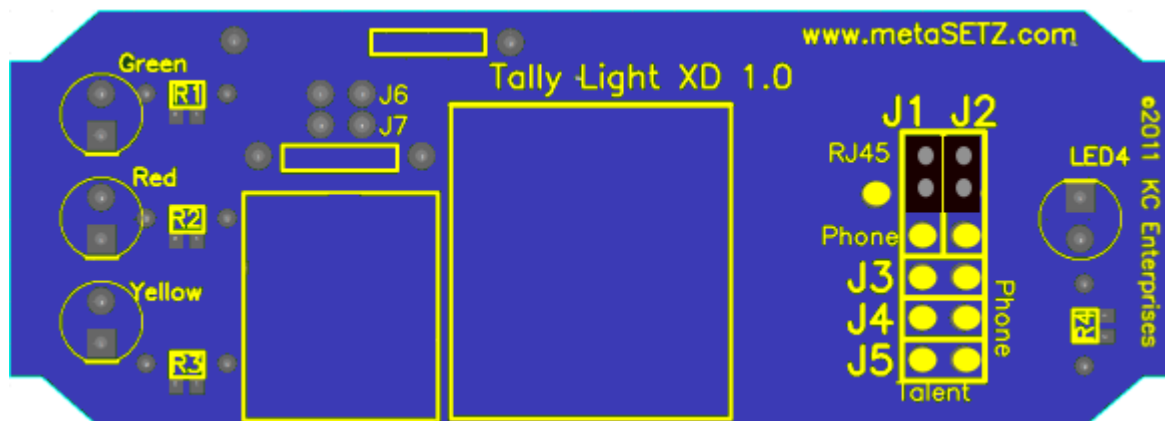 www.metaSETZ.com
Green
Tally Light XD 1.0
R1
J6
J7
J1 J2
RJ45
LED4
©2011 KC Enterprises
Red
R2
Phone
Yellow
J3
J4
J5
Phone
R4
R3
Talent